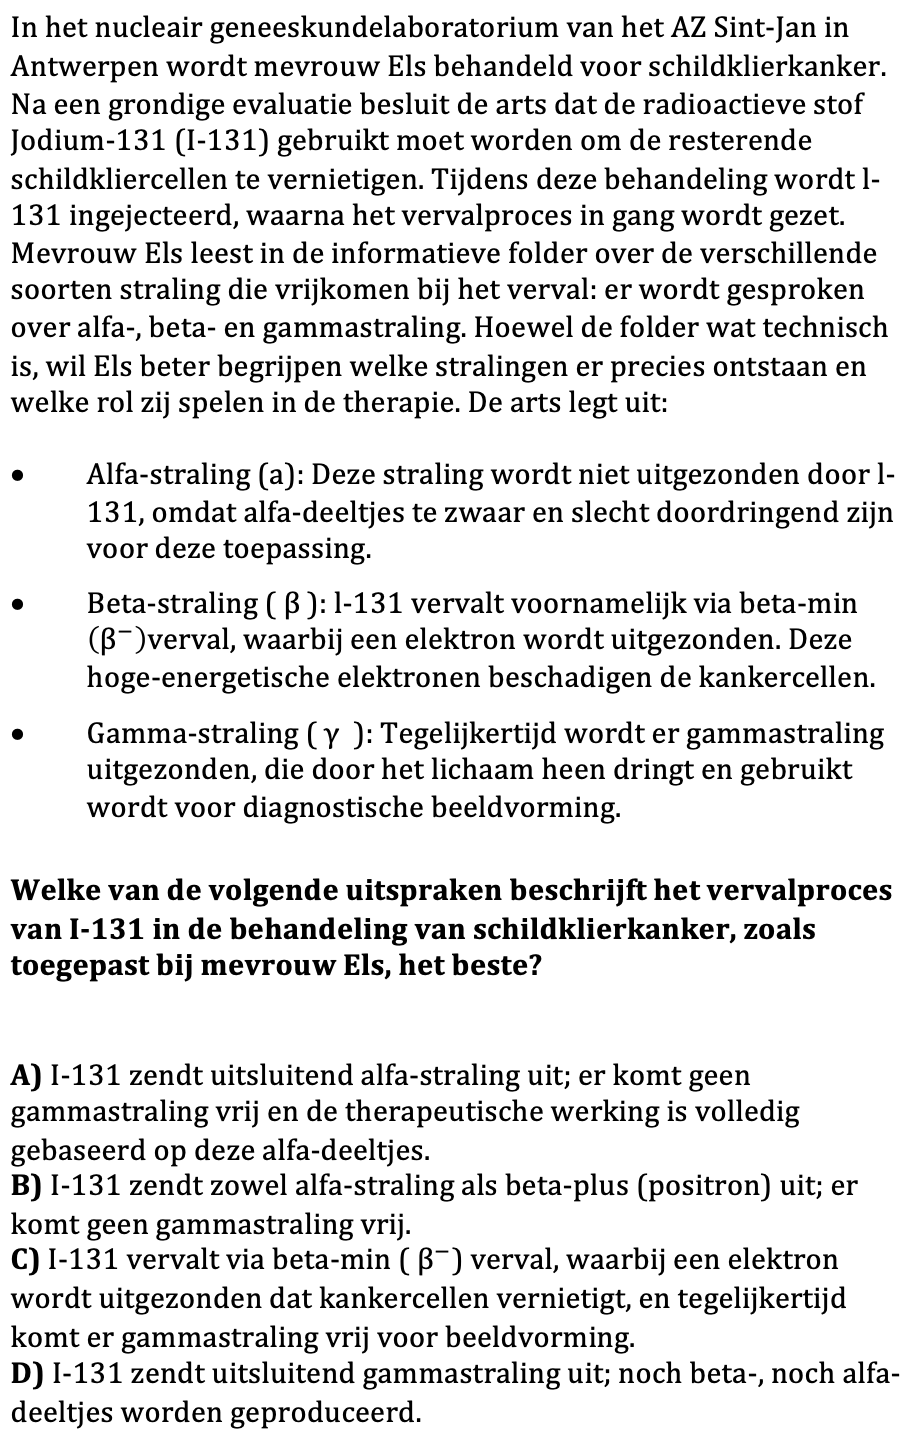 In het nucleair geneeskundelaboratorium van het AZ Sint-Jan in
Antwerpen wordt mevrouw Els behandeld voor schildklierkanker.
Na een grondige evaluatie besluit de arts dat de radioactieve stof
Jodium-131 (I-131) gebruikt moet worden om de resterende
schildkliercellen te vernietigen. Tijdens deze behandeling wordt l-
131 ingejecteerd, waarna het vervalproces in gang wordt gezet.
Mevrouw Els leest in de informatieve folder over de verschillende
soorten straling die vrijkomen bij het verval: er wordt gesproken
over alfa-, beta- en gammastraling. Hoewel de folder wat technisch
is, wil Els beter begrijpen welke stralingen er precies ontstaan en
welke rol zij spelen in de therapie. De arts legt uit:
• Alfa-straling (a): Deze straling wordt niet uitgezonden door l-
131, omdat alfa-deeltjes te zwaar en slecht doordringend zijn
voor deze toepassing.
• Beta-straling ( β ): l-131 vervalt voornamelijk via beta-min
(β⁻)verval, waarbij een elektron wordt uitgezonden. Deze
hoge-energetische elektronen beschadigen de kankercellen.
• Gamma-straling ( γ ): Tegelijkertijd wordt er gammastraling
uitgezonden, die door het lichaam heen dringt en gebruikt
wordt voor diagnostische beeldvorming.
Welke van de volgende uitspraken beschrijft het vervalproces
van I-131 in de behandeling van schildklierkanker, zoals
toegepast bij mevrouw Els, het beste?
A) I-131 zendt uitsluitend alfa-straling uit; er komt geen
gammastraling vrij en de therapeutische werking is volledig
gebaseerd op deze alfa-deeltjes.
B) I-131 zendt zowel alfa-straling als beta-plus (positron) uit; er
komt geen gammastraling vrij.
C) I-131 vervalt via beta-min ( β⁻) verval, waarbij een elektron
wordt uitgezonden dat kankercellen vernietigt, en tegelijkertijd
komt er gammastraling vrij voor beeldvorming.
D) I-131 zendt uitsluitend gammastraling uit; noch beta-, noch alfa-
deeltjes worden geproduceerd.